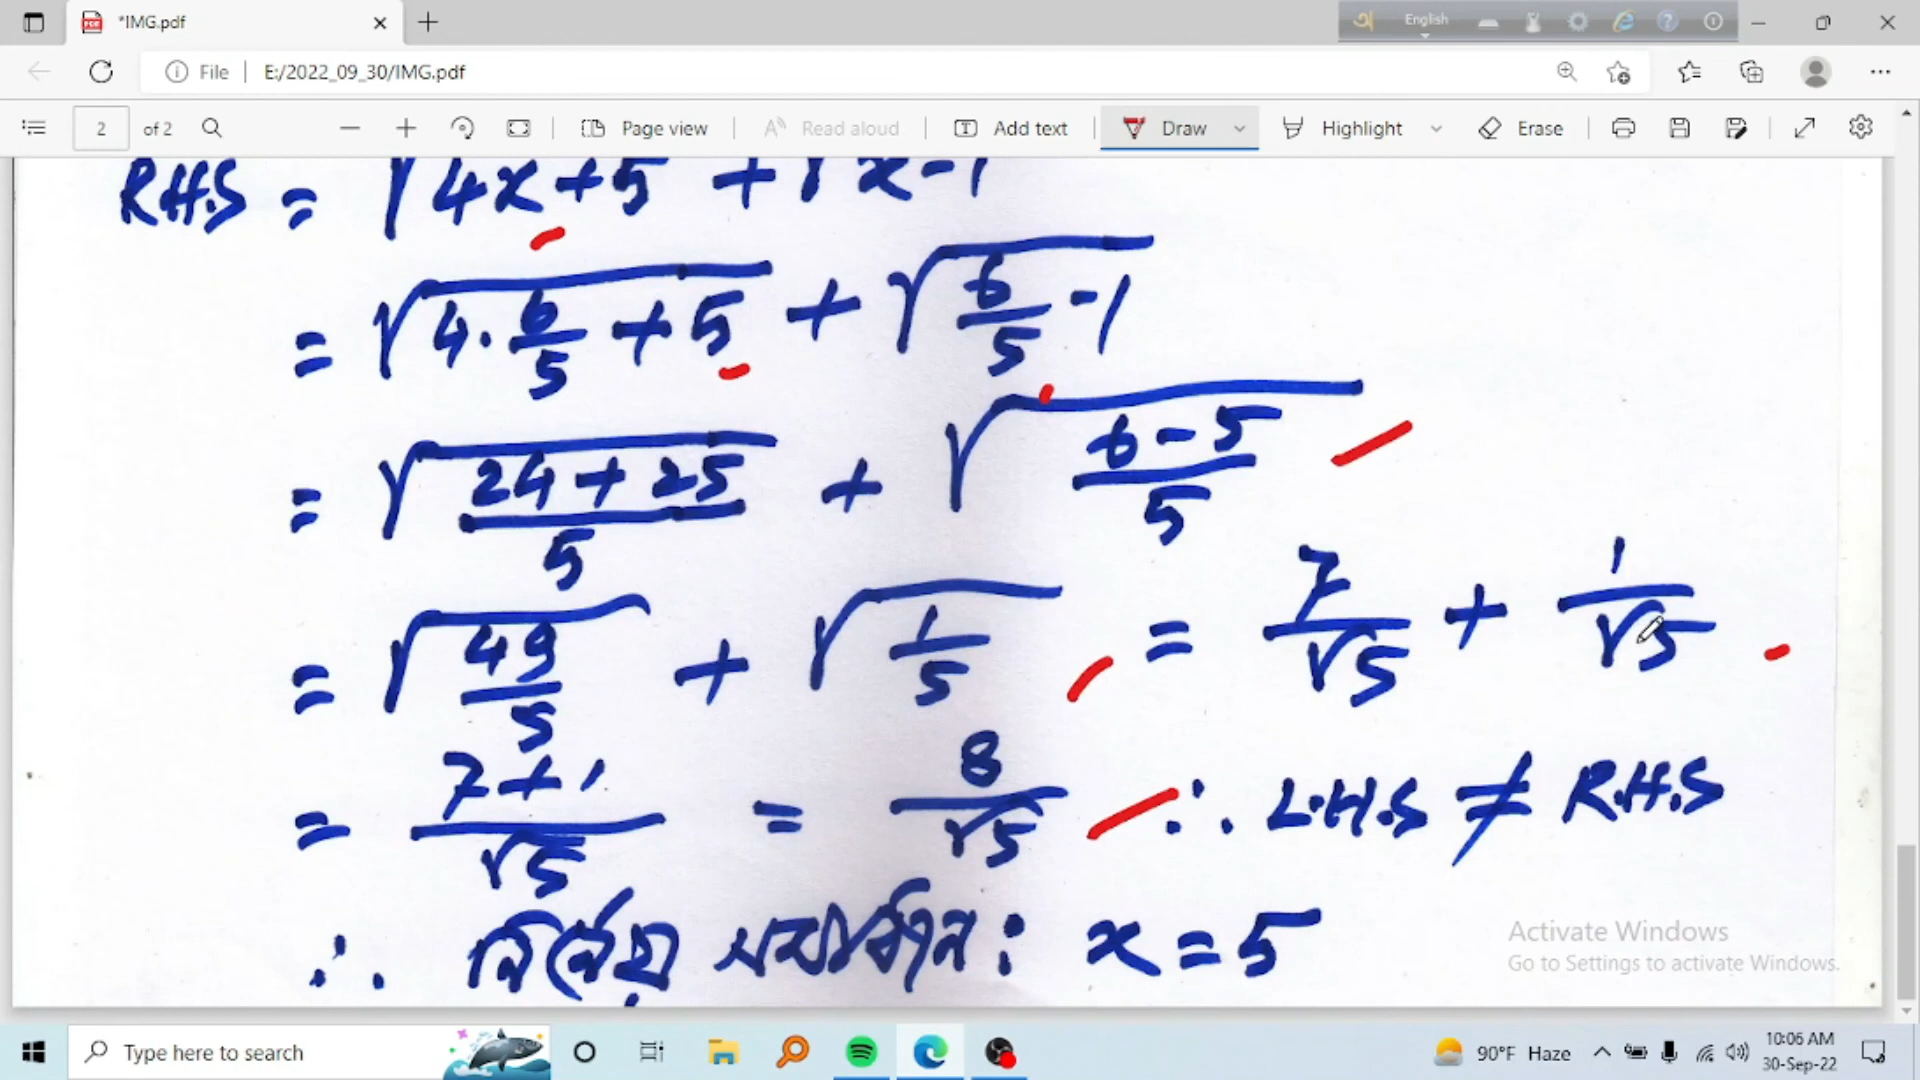 *IMG.pdf
English
File E:/2022_09_30/IMG.pdf
2 of 2 Page view Read aloud Add text Draw Highlight Erase
R.H.S = √4x+5 + √x-1
= √4·6/5 + 5 + √6/5 - 1
= √24+25/5 + √6-5/5
= √49/5 + √1/5 = 7/√5 + 1/√5
= 7+1/√5 = 8/√5 ∴ L.H.S ≠ R.H.S
∴ নির্ণেয় সমাধান: x = 5
Activate Windows
Go to Settings to activate Windows.
Type here to search
90°F Haze
10:06 AM
30-Sep-22